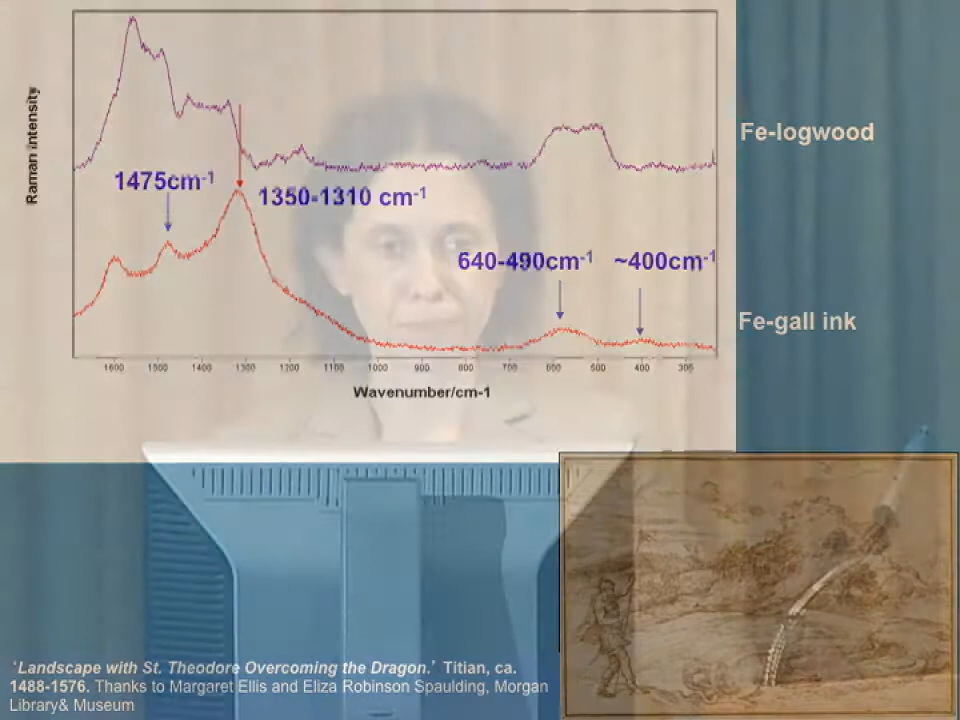 Raman intensity
Fe-logwood
1475cm-1
1350-1310 cm-1
640-490cm-1
~400cm-1
Fe-gall ink
1600 1500 1400 1300 1200 1100 1000 900 800 700 600 500 400 300
Wavenumber/cm-1
'Landscape with St. Theodore Overcoming the Dragon.' Titian, ca.
1488-1576. Thanks to Margaret Ellis and Eliza Robinson Spaulding, Morgan
Library& Museum